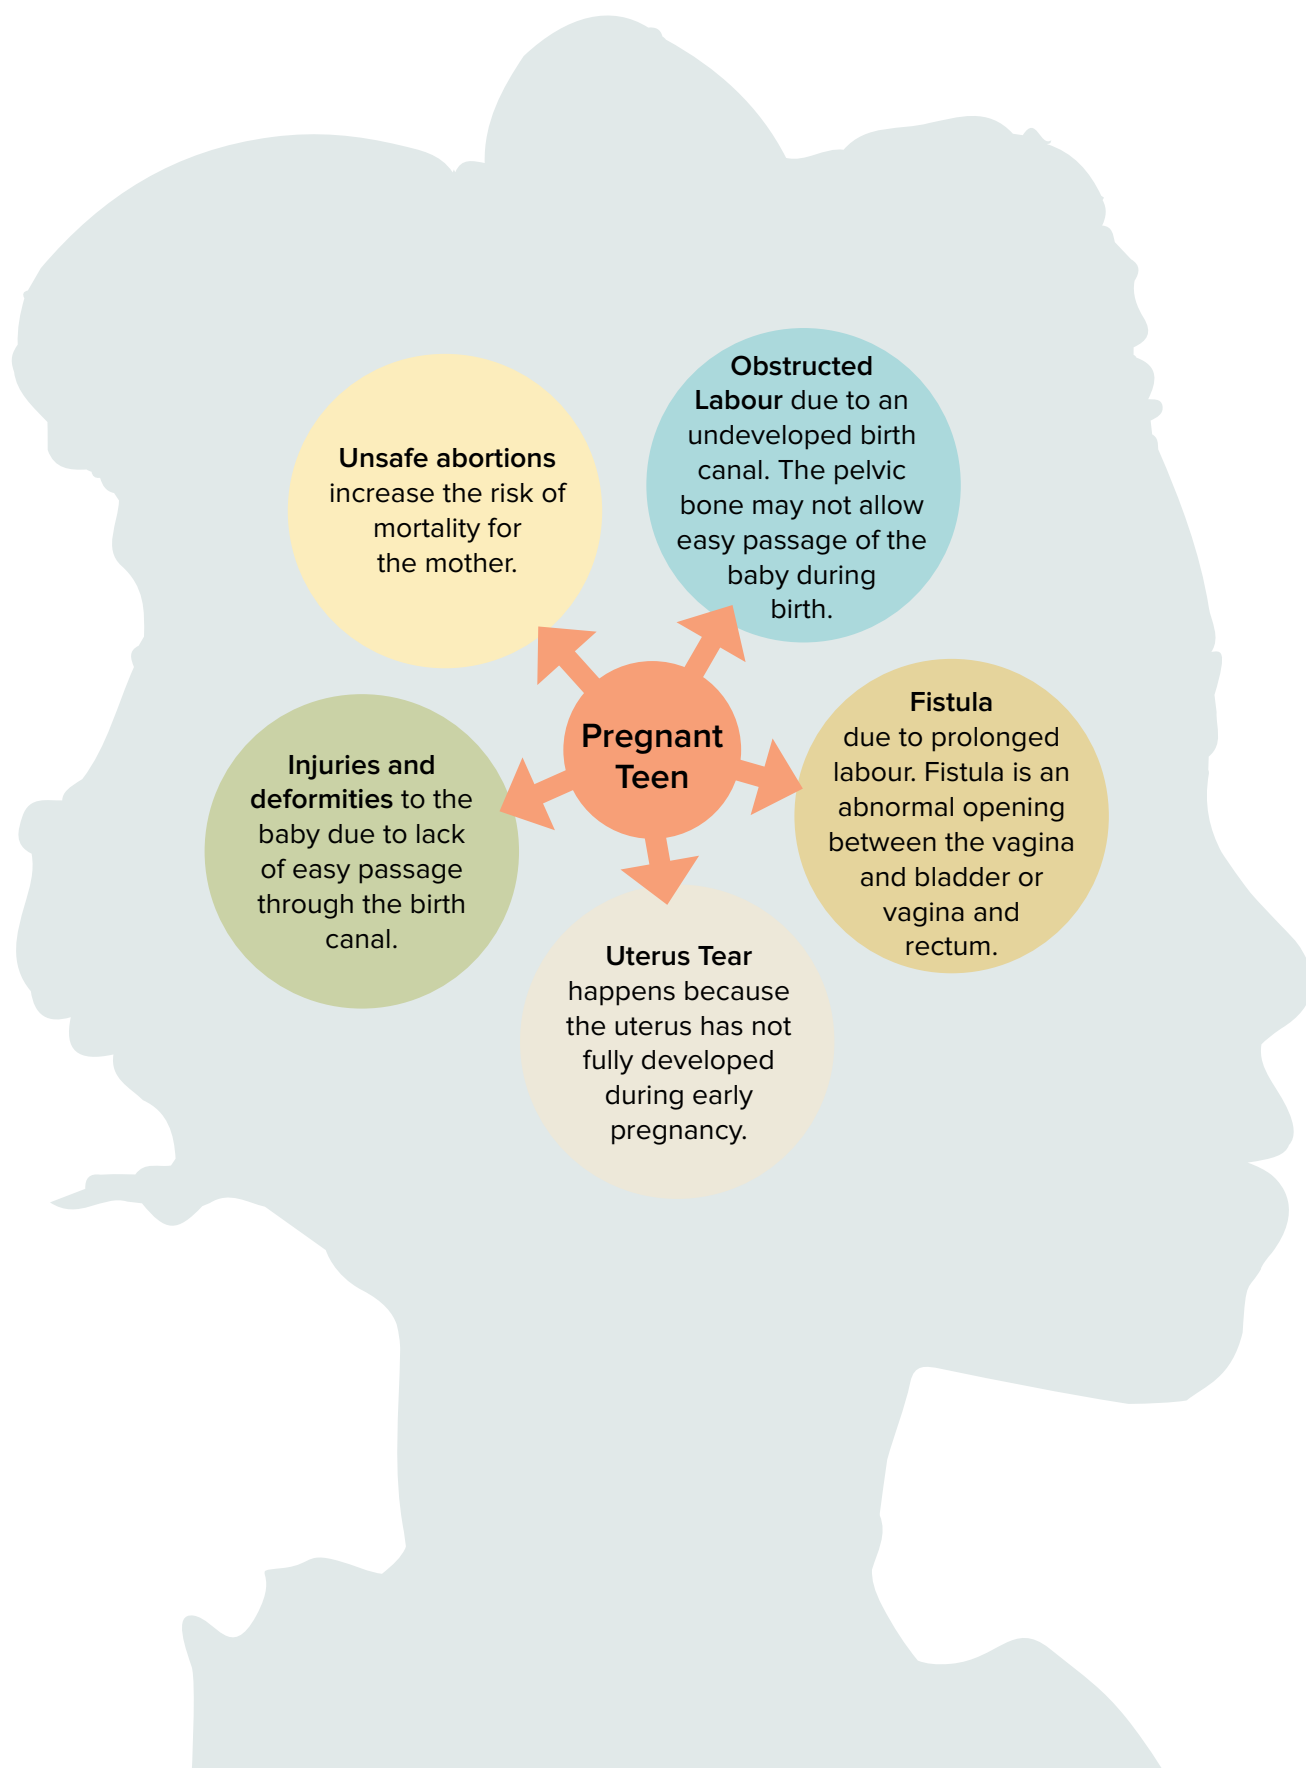 Unsafe abortions
increase the risk of
mortality for
the mother.
Obstructed
Labour due to an
undeveloped birth
canal. The pelvic
bone may not allow
easy passage of the
baby during
birth.
Pregnant
Teen
Injuries and
deformities to the
baby due to lack
of easy passage
through the birth
canal.
Fistula
due to prolonged
labour. Fistula is an
abnormal opening
between the vagina
and bladder or
vagina and
rectum.
Uterus Tear
happens because
the uterus has not
fully developed
during early
pregnancy.